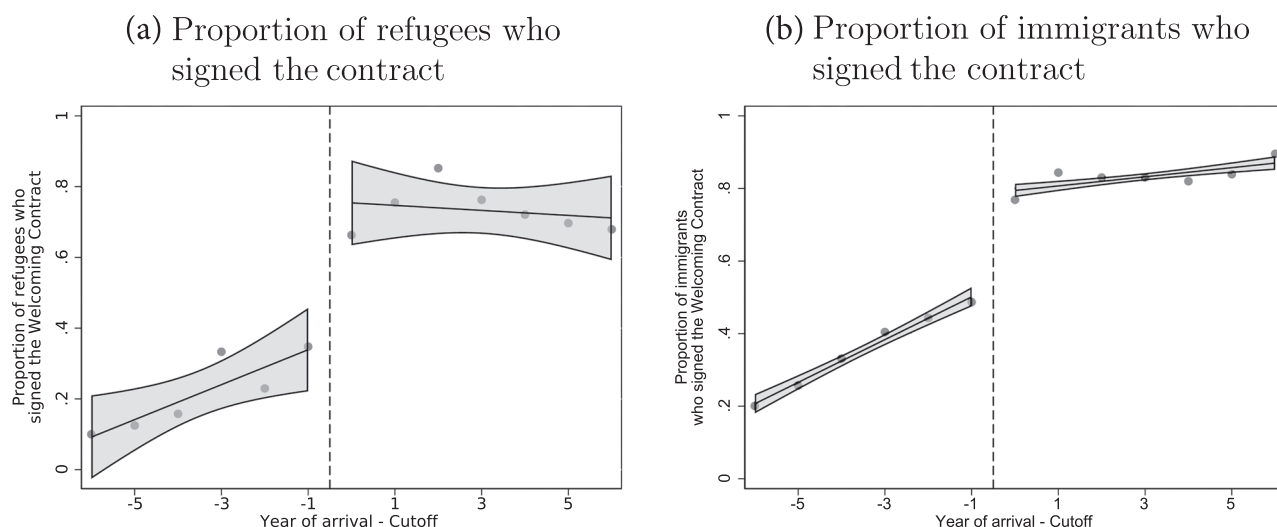 (a) Proportion of refugees who
signed the contract
Proportion of refugees who
signed the Welcoming Contract
1
.8
.6
.4
.2
0
-5 -3 -1 1 3 5
Year of arrival - Cutoff
(b) Proportion of immigrants who
signed the contract
Proportion of immigrants
who signed the Welcoming Contract
1
.8
.6
.4
.2
0
-5 -3 -1 1 3 5
Year of arrival - Cutoff